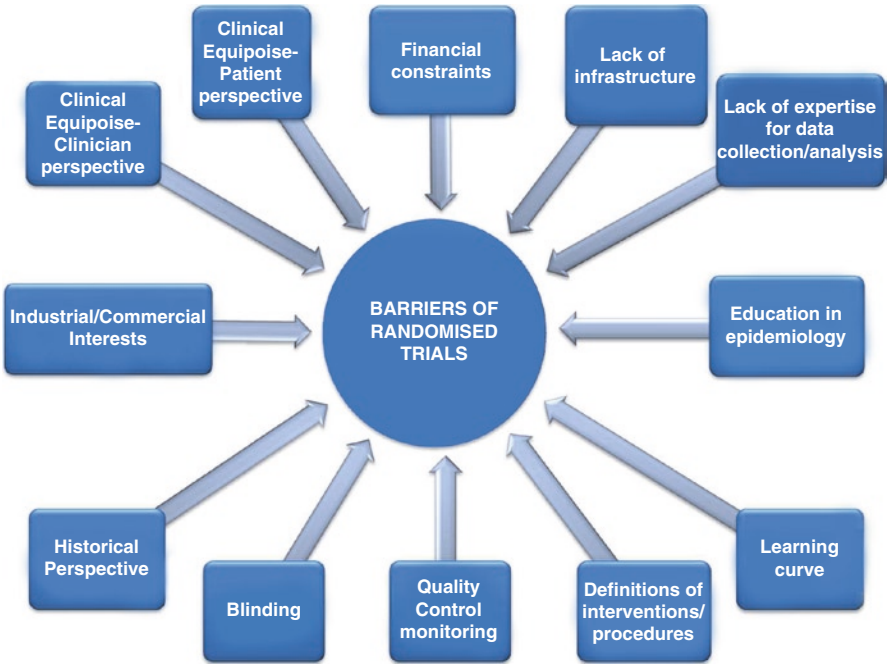 Clinical
Equipoise-
Patient
perspective
Financial
constraints
Lack of
infrastructure
Clinical
Equipoise-
Clinician
perspective
Lack of expertise
for data
collection/analysis
Industrial/Commercial
Interests
BARRIERS OF
RANDOMISED
TRIALS
Education in
epidemiology
Historical
Perspective
Blinding
Quality
Control
monitoring
Definitions of
interventions/
procedures
Learning
curve